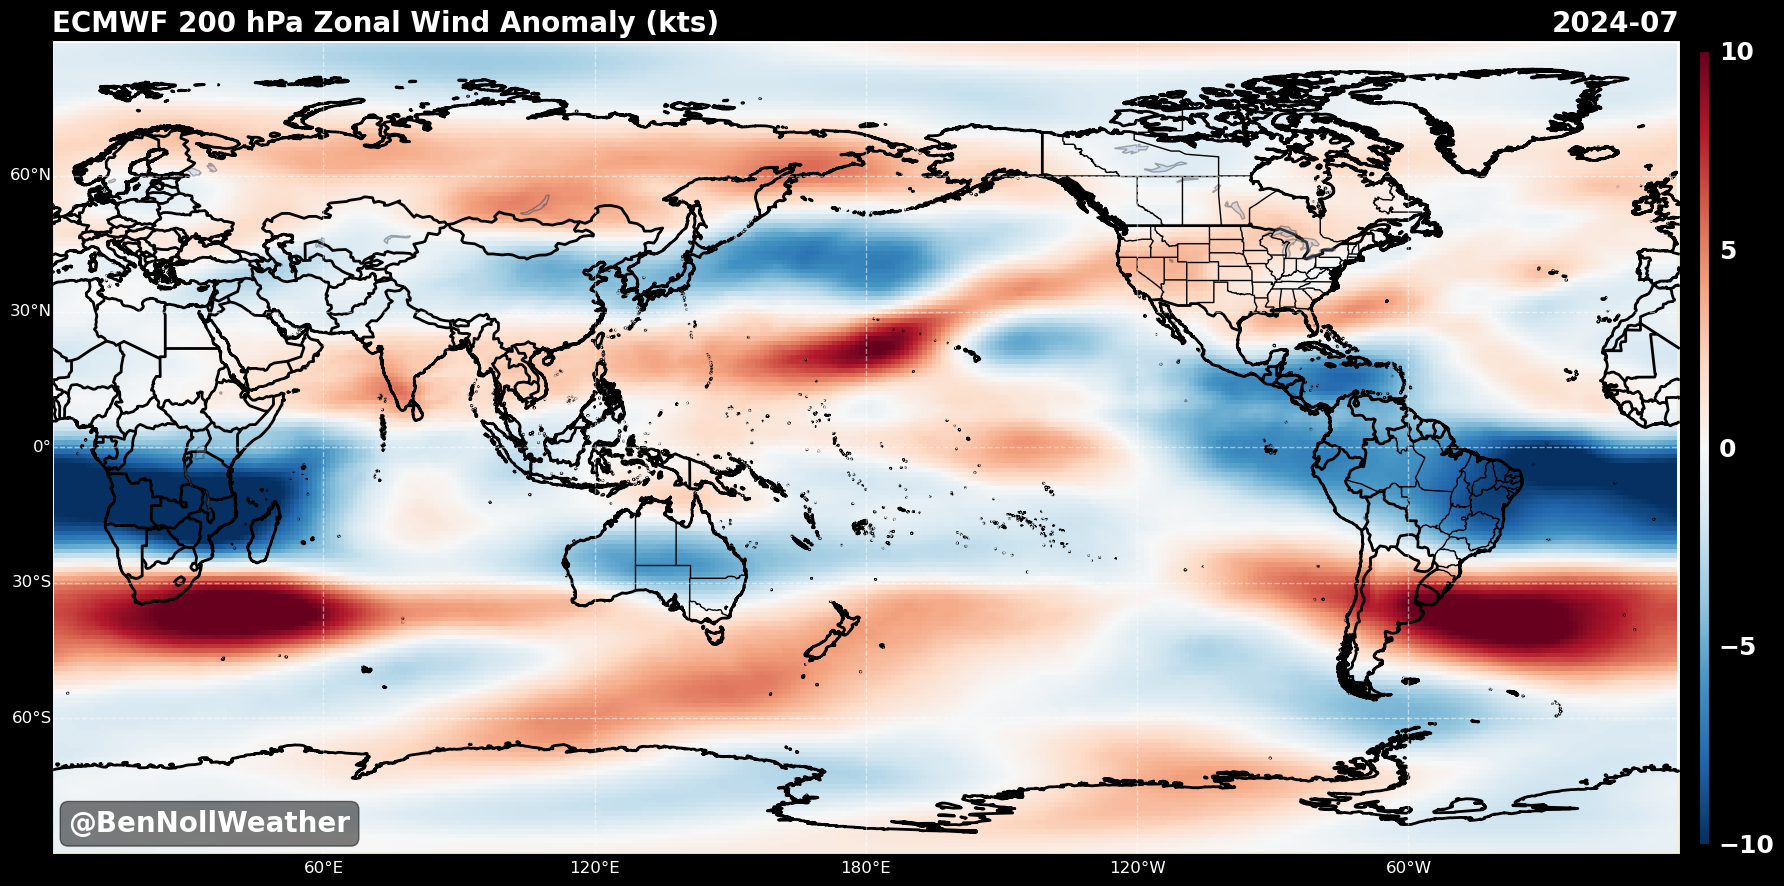 ECMWF 200 hPa Zonal Wind Anomaly (kts)
2024-07
10
5
0
−5
−10
60°N
30°N
0°
30°S
60°S
60°E
120°E
180°E
120°W
60°W
@BenNollWeather